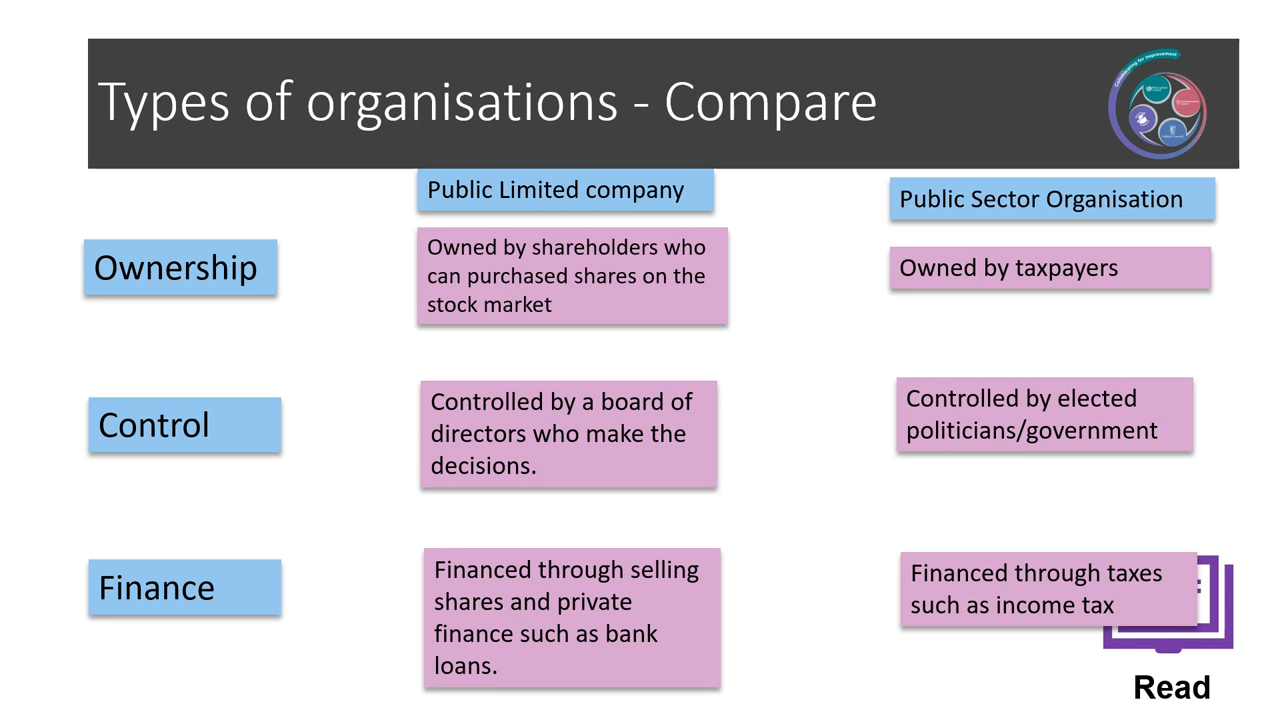 Types of organisations - Compare
Collaborating for Improvement
Public Limited company
Public Sector Organisation
Ownership
Owned by shareholders who
can purchased shares on the
stock market
Owned by taxpayers
Control
Controlled by a board of
directors who make the
decisions.
Controlled by elected
politicians/government
Finance
Financed through selling
shares and private
finance such as bank
loans.
Financed through taxes
such as income tax
Read